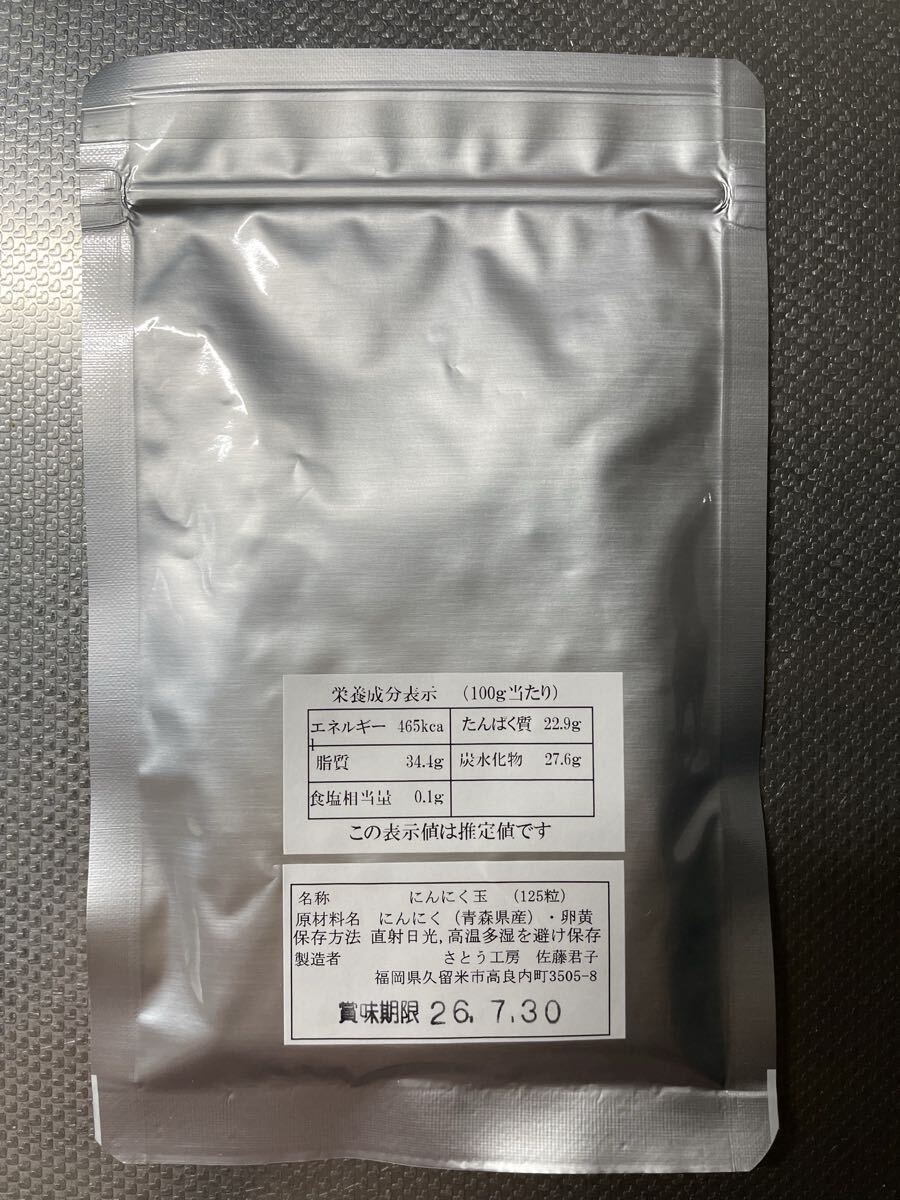 栄養成分表示 （100g当たり）
エネルギー 465kca
l
たんぱく質 22.9g
脂質 34.4g
炭水化物 27.6g
食塩相当量 0.1g
この表示値は推定値です
名称 にんにく玉 （125粒）
原材料名 にんにく（青森県産）・卵黄
保存方法 直射日光,高温多湿を避け保存
製造者 さとう工房 佐藤君子
福岡県久留米市高良内町3505-8
賞味期限 26.7.30